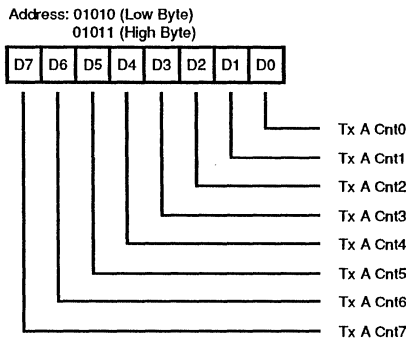 Address: 01010 (Low Byte)
01011 (High Byte)
D7 D6 D5 D4 D3 D2 D1 D0
Tx A Cnt0
Tx A Cnt1
Tx A Cnt2
Tx A Cnt3
Tx A Cnt4
Tx A Cnt5
Tx A Cnt6
Tx A Cnt7